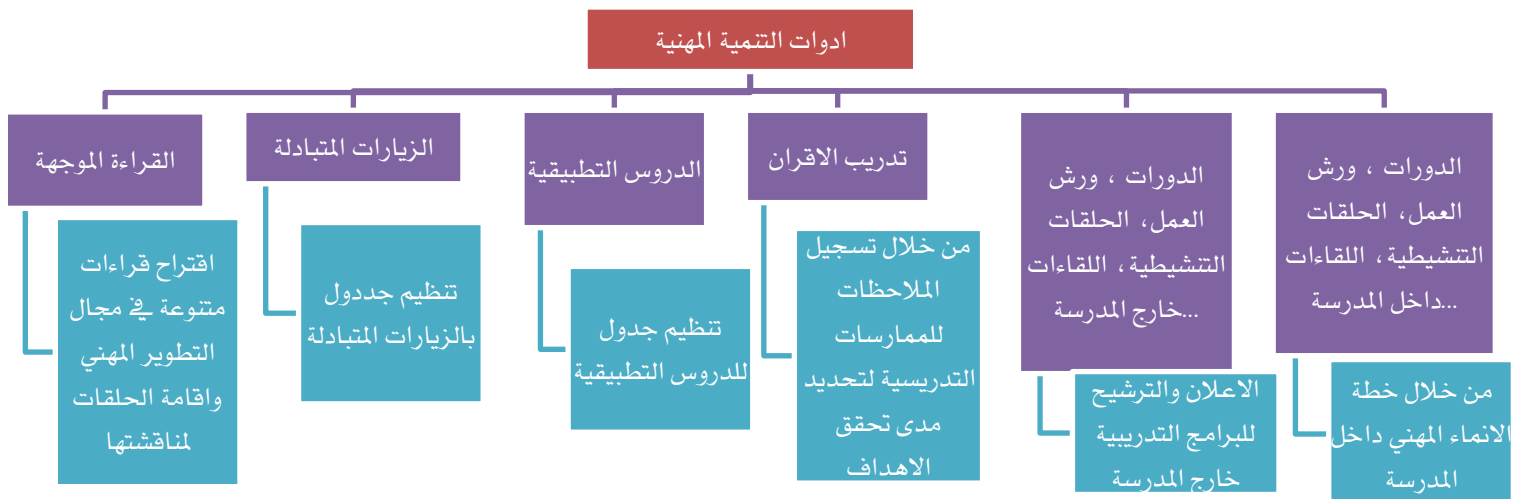 ادوات التنمية المهنية
الدورات ، ورش
العمل، الحلقات
التنشيطية، اللقاءات
داخل المدرسة...
من خلال خطة
الانماء المهني داخل
المدرسة
الدورات ، ورش
العمل، الحلقات
التنشيطية، اللقاءات
خارج المدرسة...
الاعلان والترشيح
للبرامج التدريبية
خارج المدرسة
تدريب الاقران
من خلال تسجيل
الملاحظات
للممارسات
التدريسية لتحديد
مدى تحقق
الاهداف
الدروس التطبيقية
تنظيم جدول
للدروس التطبيقية
الزيارات المتبادلة
تنظيم جددول
بالزيارات المتبادلة
القراءة الموجهة
اقتراح قراءات
متنوعة في مجال
التطوير المهني
واقامة الحلقات
لمناقشتها